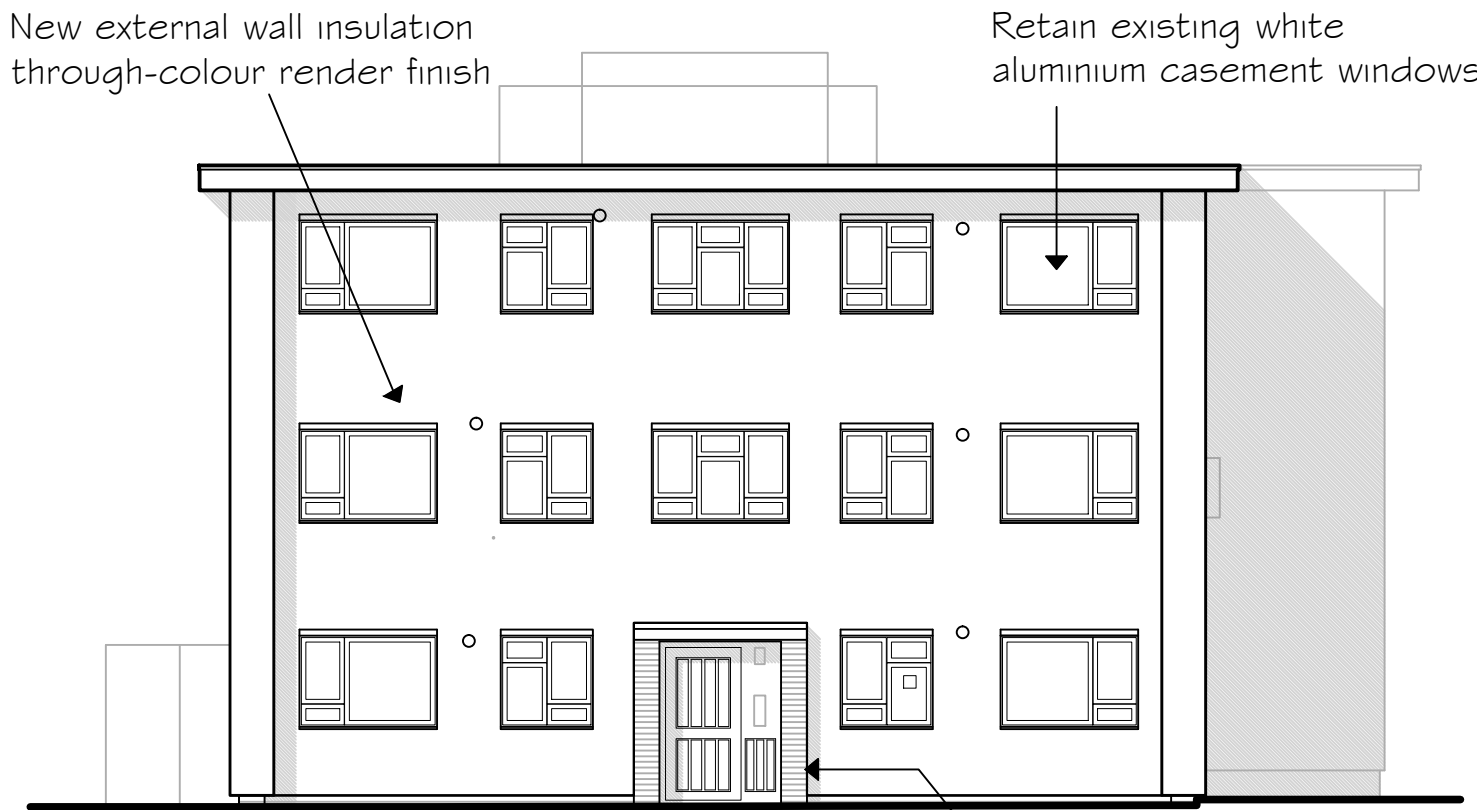 New external wall insulation
through-colour render finish
Retain existing white
aluminium casement windows